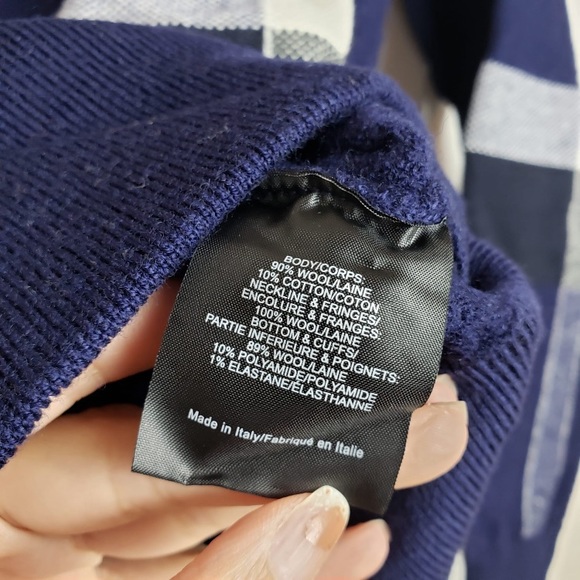 BODY/CORPS:
90% WOOL/LAINE
10% COTTON/COTON
NECKLINE & FRINGES:
ENCOLURE & FRANGES:
100% WOOL/LAINE
BOTTOM & CUFFS/
PARTIE INFERIEURE & POIGNETS:
89% WOOL/LAINE
10% POLYAMIDE/POLYAMIDE
1% ELASTANE/ELASTHANNE
Made in Italy/Fabriqué en Italie